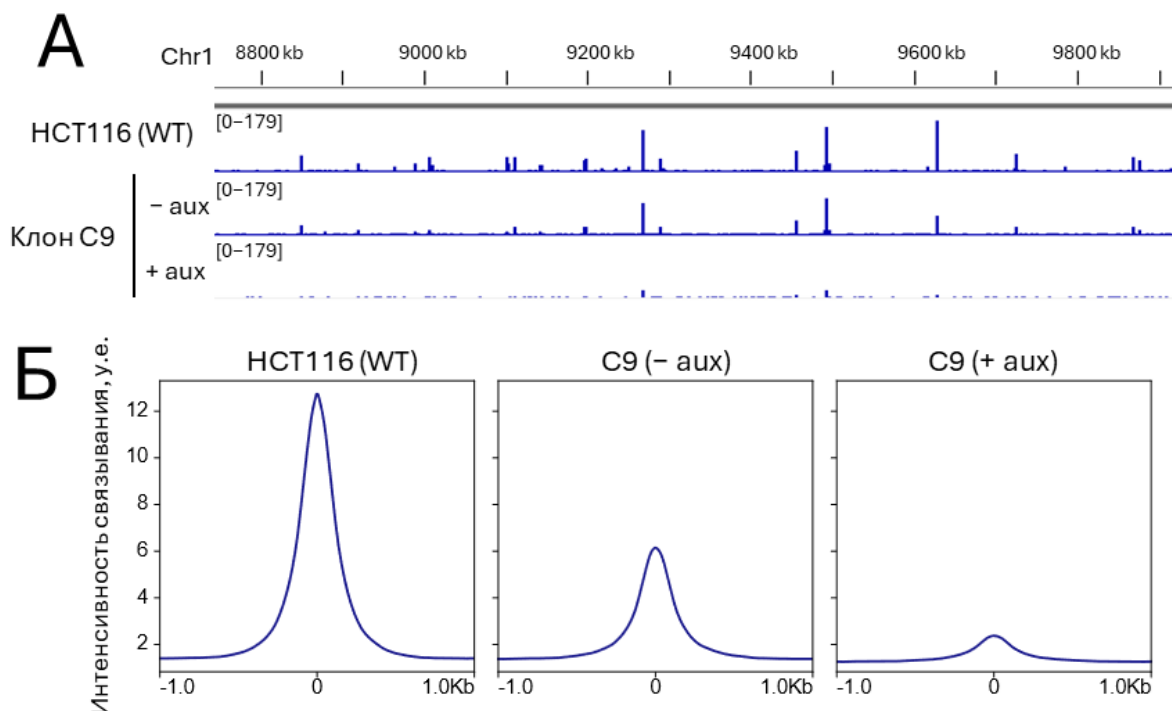 А
Chr1 8800 kb 9000 kb 9200 kb 9400 kb 9600 kb 9800 kb
HCT116 (WT) [0–179]
Клон C9
– aux [0–179]
+ aux [0–179]
Б
Интенсивность связывания, у.е.
HCT116 (WT) C9 (– aux) C9 (+ aux)
12
10
8
6
4
2
-1.0 0 1.0Kb -1.0 0 1.0Kb -1.0 0 1.0Kb